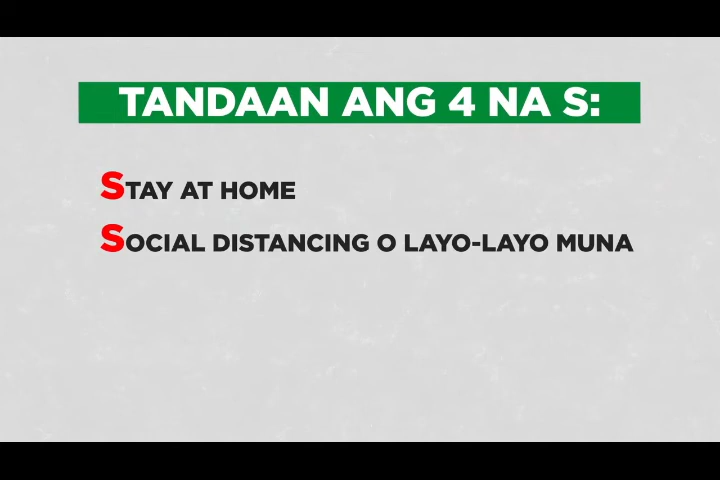 TANDAAN ANG 4 NA S:
STAY AT HOME
SOCIAL DISTANCING O LAYO-LAYO MUNA